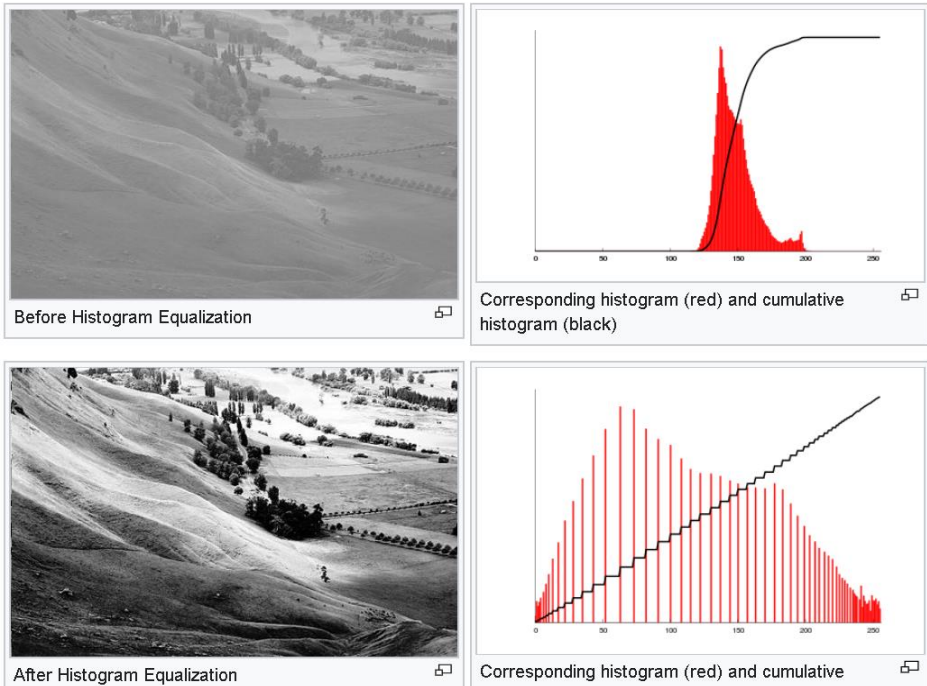 0 50 100 150 200 250
Before Histogram Equalization
Corresponding histogram (red) and cumulative
histogram (black)
0 50 100 150 200 250
After Histogram Equalization
Corresponding histogram (red) and cumulative